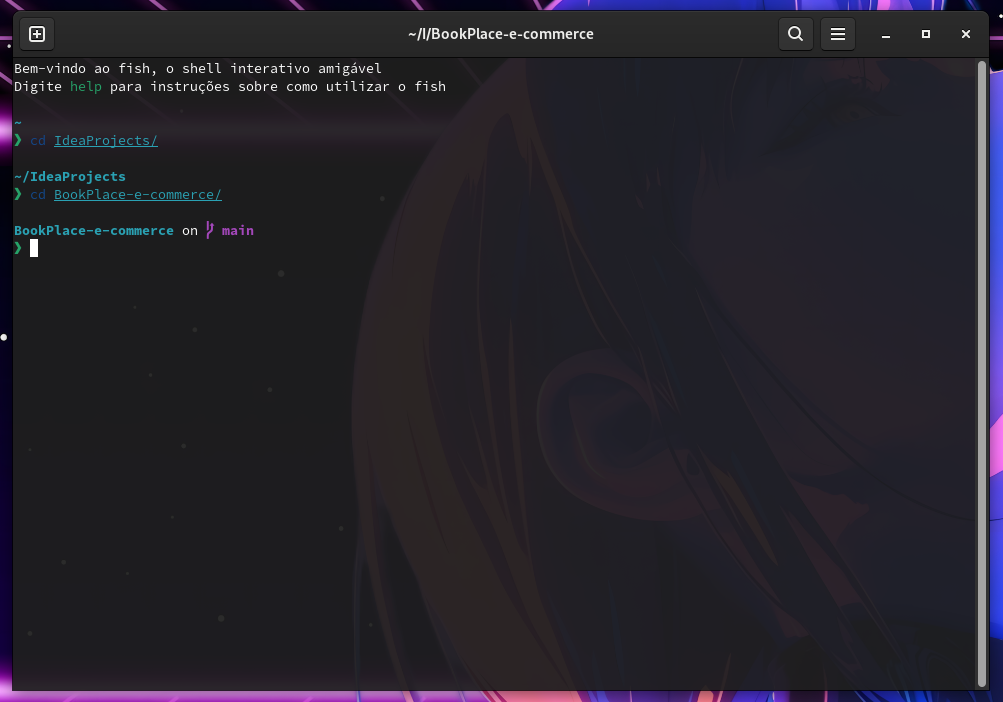 ~/I/BookPlace-e-commerce
Bem-vindo ao fish, o shell interativo amigável
Digite help para instruções sobre como utilizar o fish
~
❯ cd IdeaProjects/
~/IdeaProjects
❯ cd BookPlace-e-commerce/
BookPlace-e-commerce on main
❯